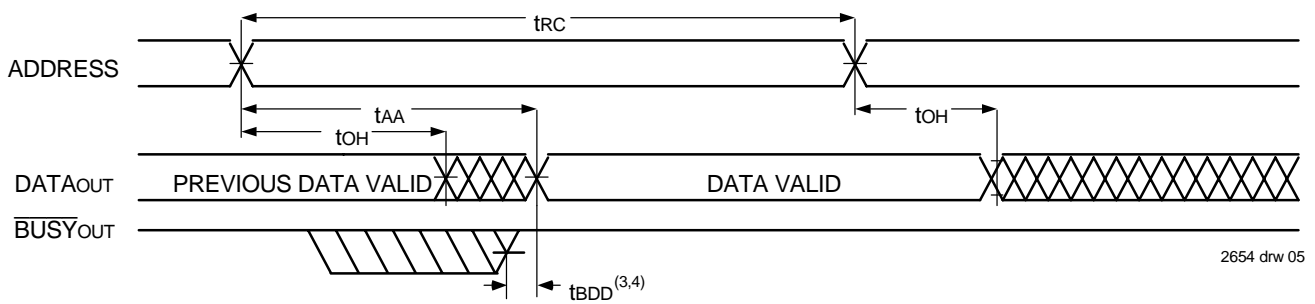 tRC
ADDRESS
tAA
tOH
tOH
DATAOUT
PREVIOUS DATA VALID
DATA VALID
BUSYOUT
2654 drw 05
tBDD(3,4)